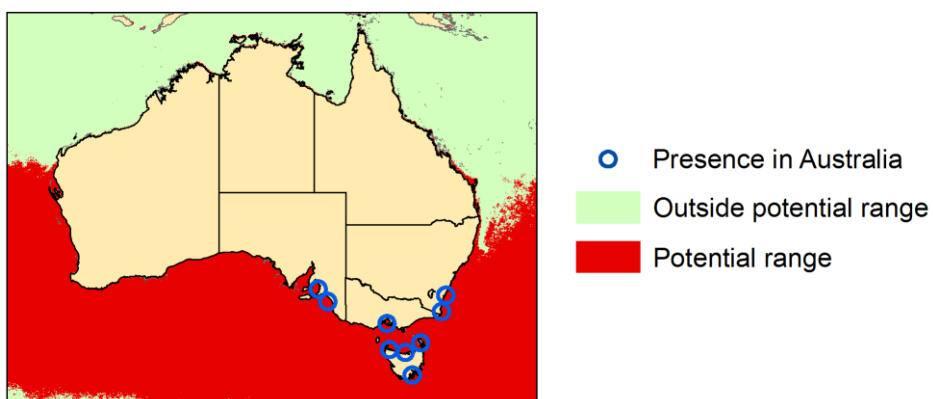 Presence in Australia
Outside potential range
Potential range